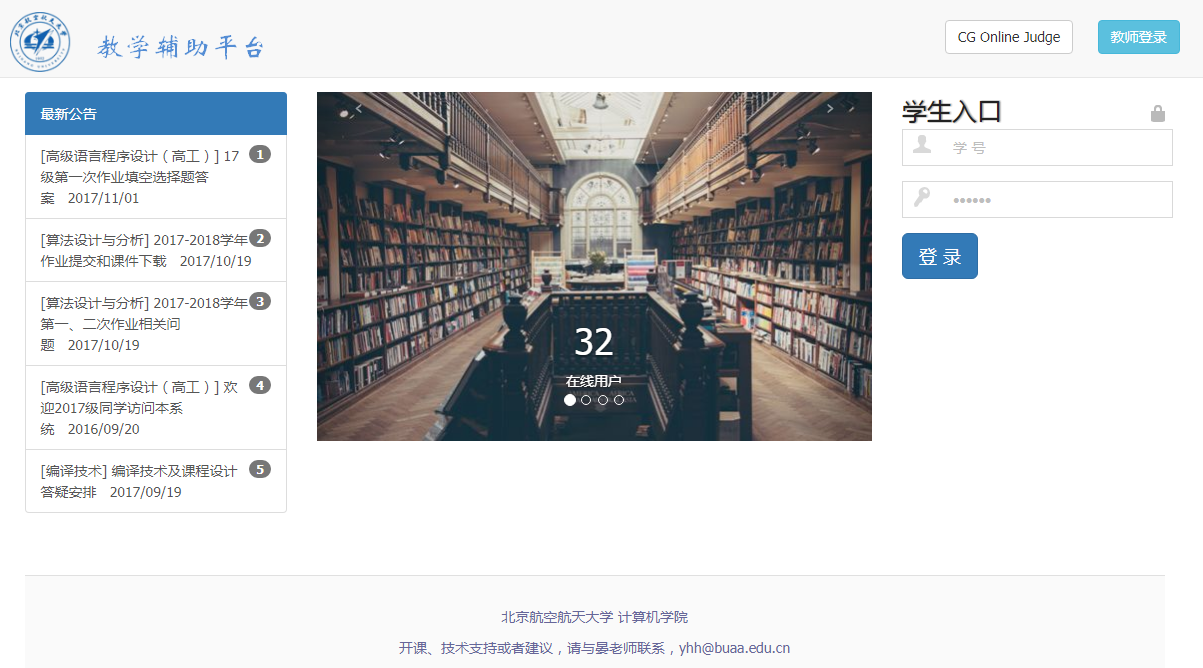 教学辅助平台
CG Online Judge
教师登录
最新公告
[高级语言程序设计（高工）] 17
1
级第一次作业填空选择题答
案 2017/11/01
[算法设计与分析] 2017-2018学年
2
作业提交和课件下载 2017/10/19
[算法设计与分析] 2017-2018学年
3
第一、二次作业相关问
题 2017/10/19
[高级语言程序设计（高工）] 欢
4
迎2017级同学访问本系
统 2016/09/20
[编译技术] 编译技术及课程设计
5
答疑安排 2017/09/19
32
在线用户
学生入口
学 号
••••••
登 录
北京航空航天大学 计算机学院
开课、技术支持或者建议，请与晏老师联系，yhh@buaa.edu.cn